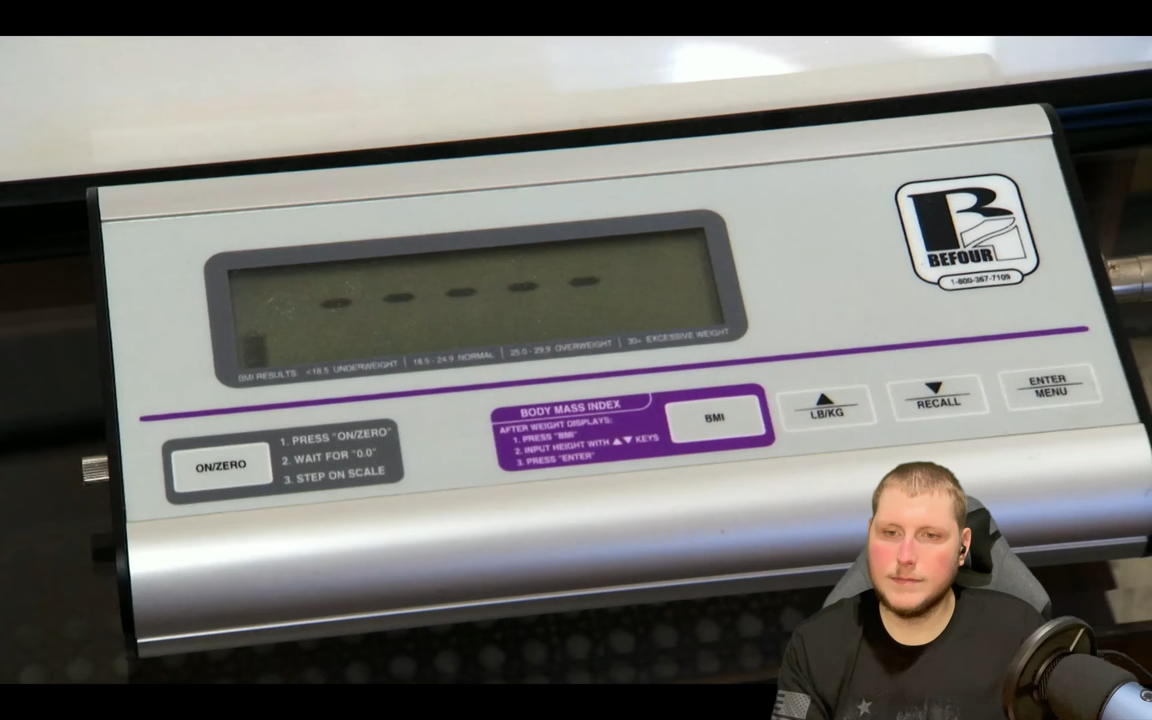 BEFOUR
1-800-367-7109
BMI RESULTS: <18.5 UNDERWEIGHT | 18.5 - 24.9 NORMAL | 25.0 - 29.9 OVERWEIGHT | 30+ EXCESSIVE WEIGHT
- - - - -
ON/ZERO
1. PRESS "ON/ZERO"
2. WAIT FOR "0.0"
3. STEP ON SCALE
BODY MASS INDEX
AFTER WEIGHT DISPLAYS:
1. PRESS "BMI"
2. INPUT HEIGHT WITH ▲▼ KEYS
3. PRESS "ENTER"
BMI
▲
LB/KG
▼
RECALL
ENTER
MENU